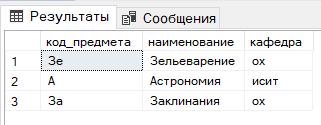 Результаты Сообщения
код_предмета наименование кафедра
1 Зе Зельеварение ох
2 А Астрономия исит
3 За Заклинания ох